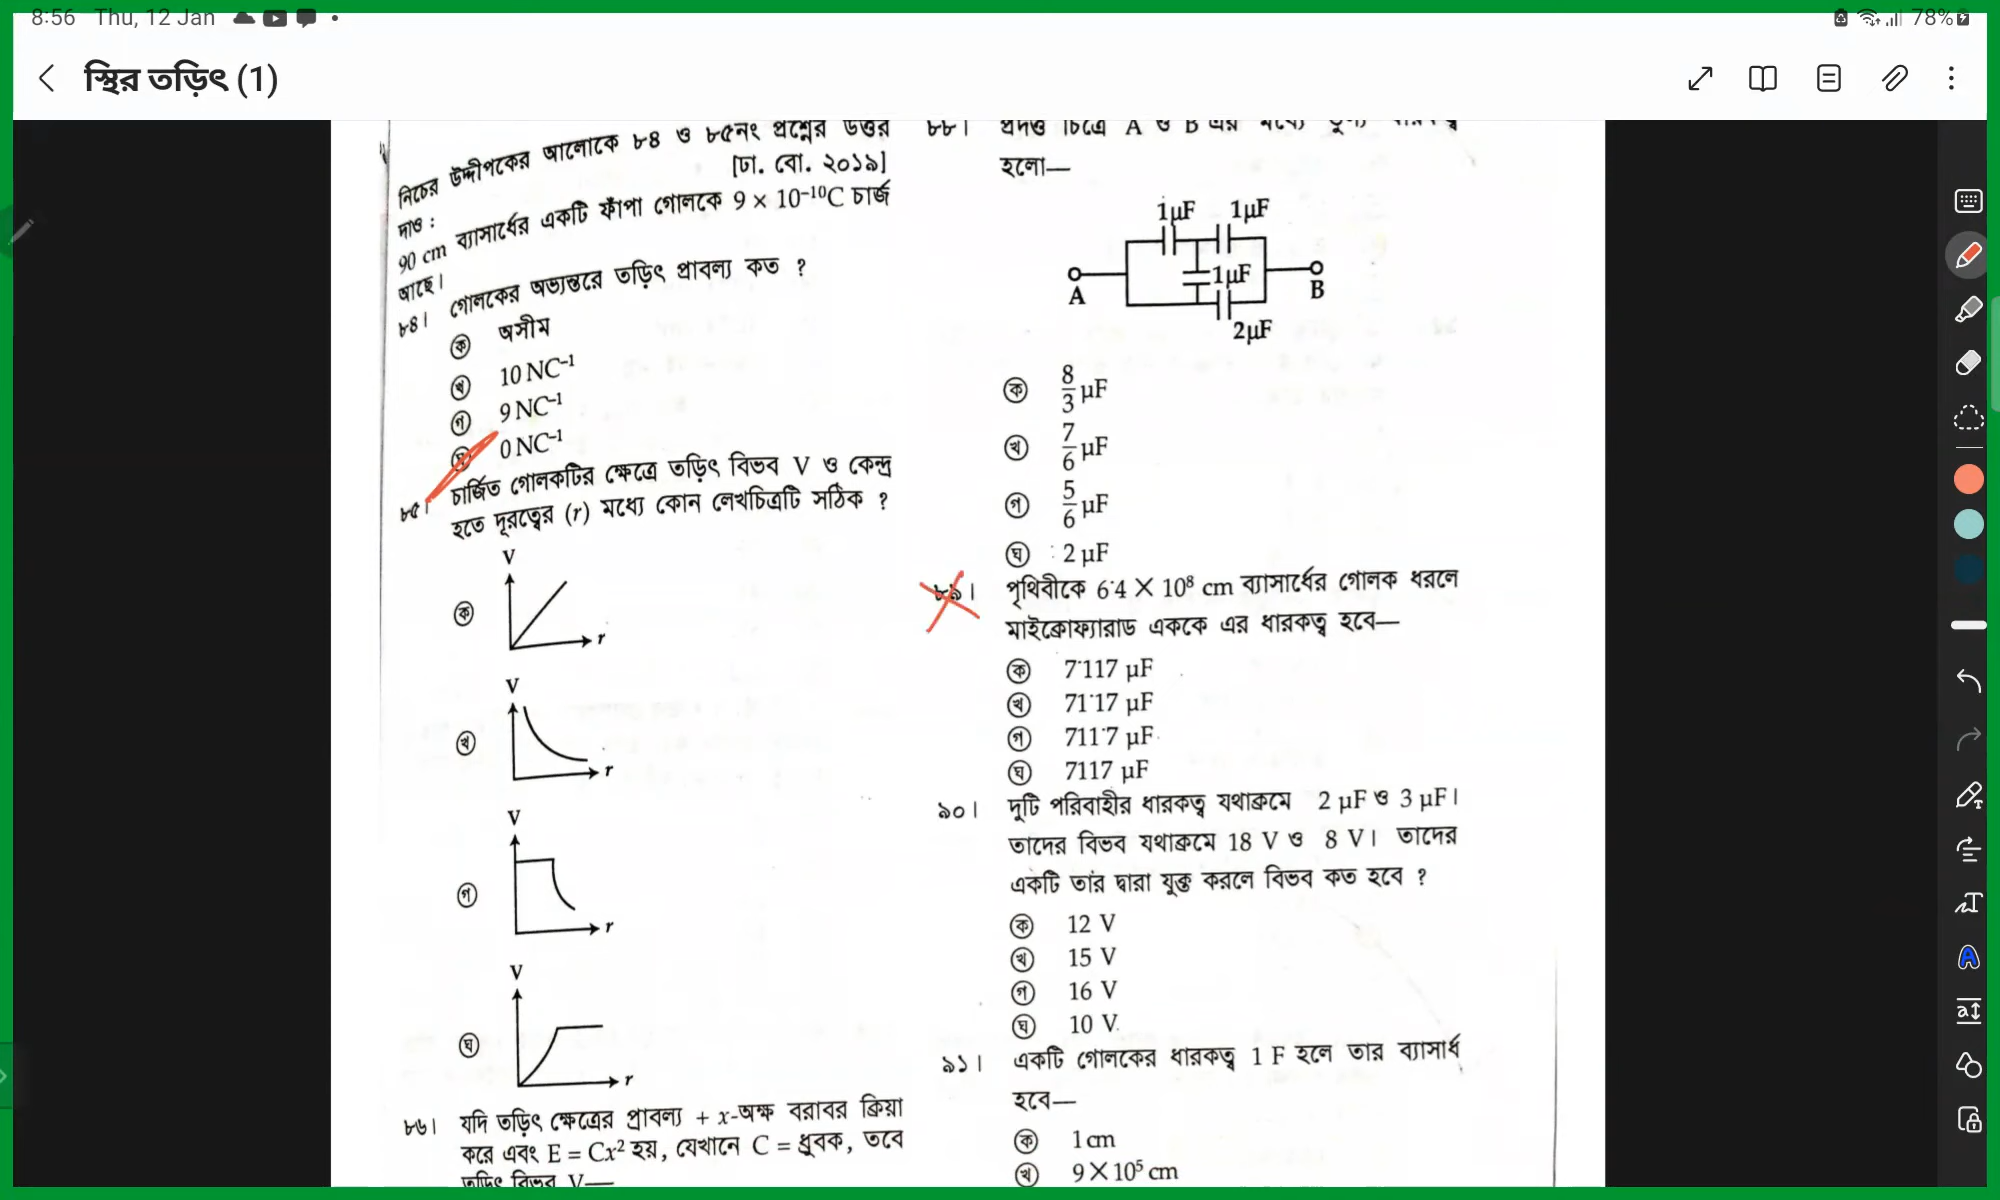 8:56 Thu, 12 Jan
78%
স্থির তড়িৎ (1)
নিচের উদ্দীপকের আলোকে ৮৪ ও ৮৫নং প্রশ্নের উত্তর
দাও : [ঢা. বো. ২০১৯]
90 cm ব্যাসার্ধের একটি ফাঁপা গোলকে 9 × 10⁻¹⁰C চার্জ
আছে।
৮৪। গোলকের অভ্যন্তরে তড়িৎ প্রাবল্য কত ?
ক অসীম
খ 10 NC⁻¹
গ 9 NC⁻¹
ঘ 0 NC⁻¹
৮৫। চার্জিত গোলকটির ক্ষেত্রে তড়িৎ বিভব V ও কেন্দ্র
হতে দূরত্বের (r) মধ্যে কোন লেখচিত্রটি সঠিক ?
V
ক
r
V
খ
r
V
গ
r
V
ঘ
r
৮৬। যদি তড়িৎ ক্ষেত্রের প্রাবল্য + x-অক্ষ বরাবর ক্রিয়া
করে এবং E = Cx² হয়, যেখানে C = ধ্রুবক, তবে
তড়িৎ বিভব V—
৮৮। প্রদত্ত চিত্রে A ও B এর মধ্যে তুল্য ধারকত্ব
হলো—
1μF 1μF
1μF
A B
2μF
ক 8/3 μF
খ 7/6 μF
গ 5/6 μF
ঘ 2 μF
৮৯। পৃথিবীকে 6·4 × 10⁸ cm ব্যাসার্ধের গোলক ধরলে
মাইক্রোফ্যারাড এককে এর ধারকত্ব হবে—
ক 7·117 μF
খ 71·17 μF
গ 711·7 μF
ঘ 7117 μF
৯০। দুটি পরিবাহীর ধারকত্ব যথাক্রমে 2 μF ও 3 μF।
তাদের বিভব যথাক্রমে 18 V ও 8 V। তাদের
একটি তার দ্বারা যুক্ত করলে বিভব কত হবে ?
ক 12 V
খ 15 V
গ 16 V
ঘ 10 V
৯১। একটি গোলকের ধারকত্ব 1 F হলে তার ব্যাসার্ধ
হবে—
ক 1 cm
খ 9 × 10⁵ cm